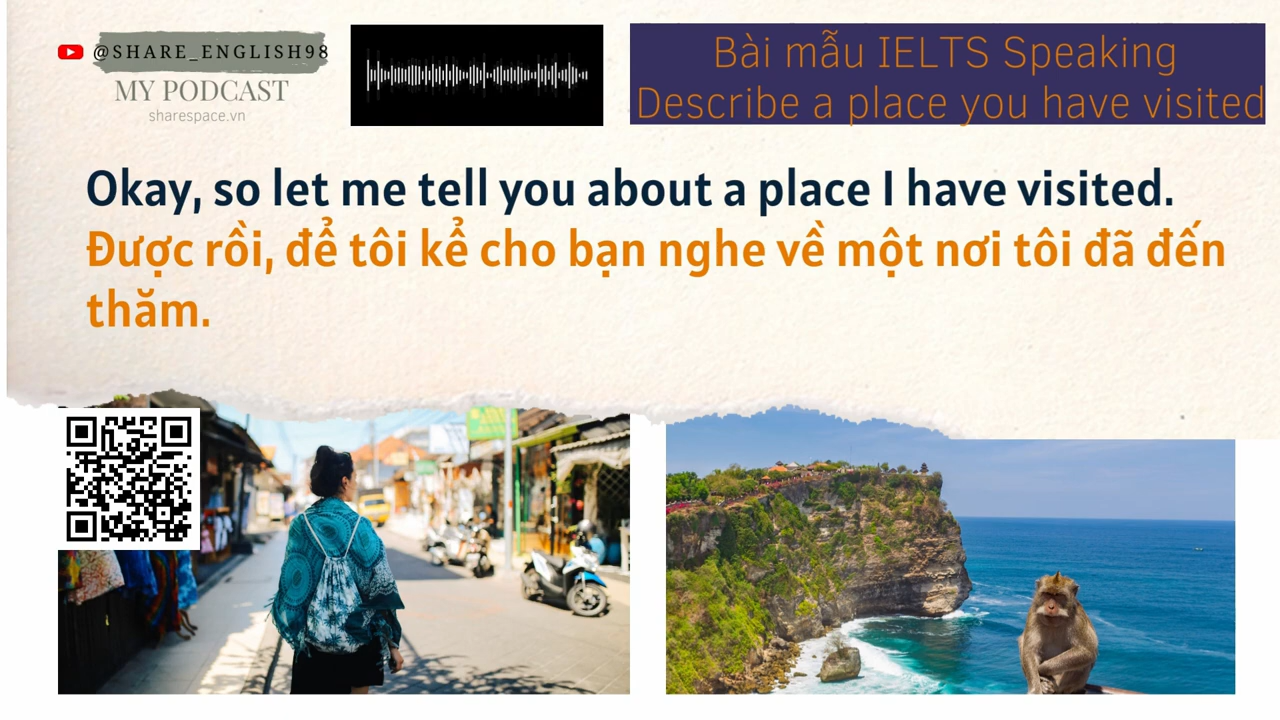 @SHARE_ENGLISH98
MY PODCAST
sharespace.vn
Bài mẫu IELTS Speaking
Describe a place you have visited
Okay, so let me tell you about a place I have visited.
Được rồi, để tôi kể cho bạn nghe về một nơi tôi đã đến
thăm.